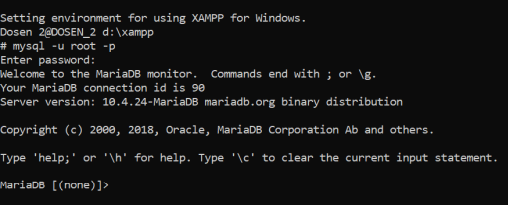 Setting environment for using XAMPP for Windows.
Dosen 2@DOSEN_2 d:\xampp
# mysql -u root -p
Enter password:
Welcome to the MariaDB monitor.  Commands end with ; or \g.
Your MariaDB connection id is 90
Server version: 10.4.24-MariaDB mariadb.org binary distribution
Copyright (c) 2000, 2018, Oracle, MariaDB Corporation Ab and others.
Type 'help;' or '\h' for help. Type '\c' to clear the current input statement.
MariaDB [(none)]>